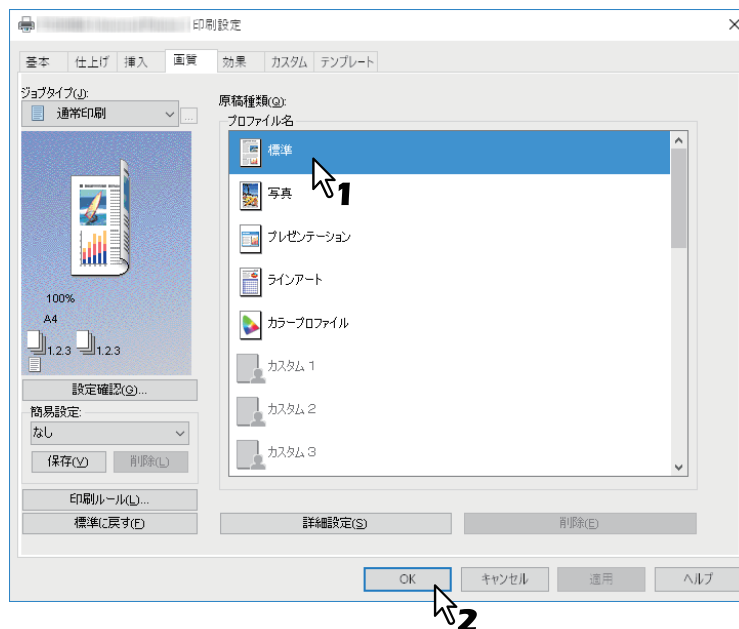 印刷設定
基本 仕上げ 挿入 画質 効果 カスタム テンプレート
ジョブタイプ(J):
通常印刷
...
100%
A4
1.2.3 1.2.3
設定確認(G)...
簡易設定:
なし
保存(V) 削除(L)
印刷ルール(L)...
標準に戻す(F)
原稿種類(Q):
プロファイル名
標準
1
写真
プレゼンテーション
ラインアート
カラープロファイル
カスタム 1
カスタム 2
カスタム 3
詳細設定(S) 削除(E)
OK キャンセル 適用 ヘルプ
2